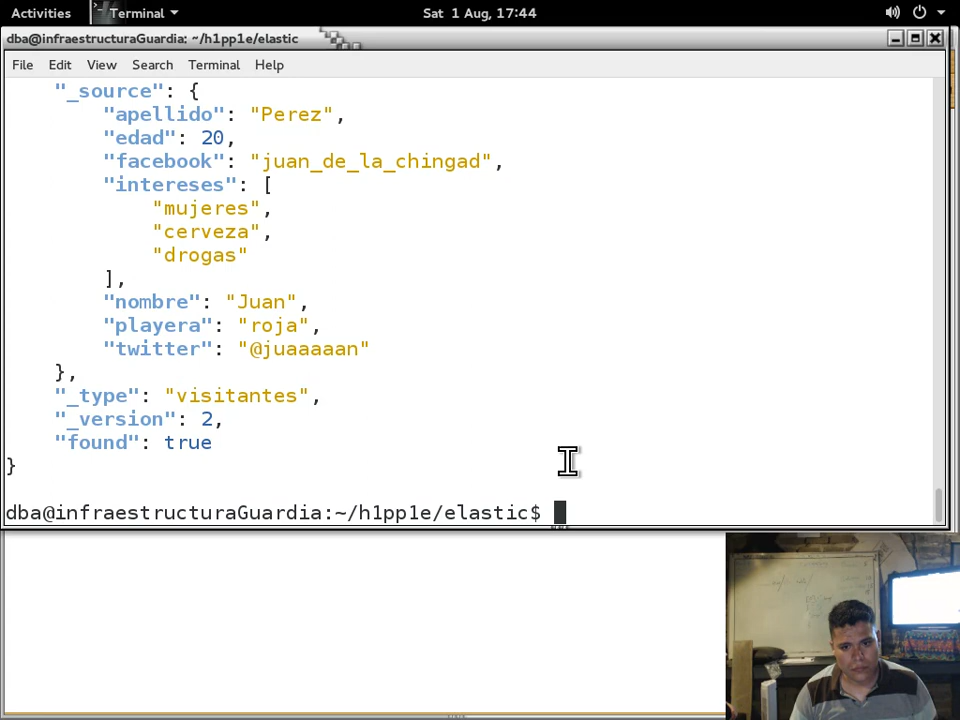 Activities Terminal Sat 1 Aug, 17:44
dba@infraestructuraGuardia: ~/h1pp1e/elastic
File Edit View Search Terminal Help
"_source": {
"apellido": "Perez",
"edad": 20,
"facebook": "juan_de_la_chingad",
"intereses": [
"mujeres",
"cerveza",
"drogas"
],
"nombre": "Juan",
"playera": "roja",
"twitter": "@juaaaaan"
},
"_type": "visitantes",
"_version": 2,
"found": true
}
dba@infraestructuraGuardia:~/h1pp1e/elastic$